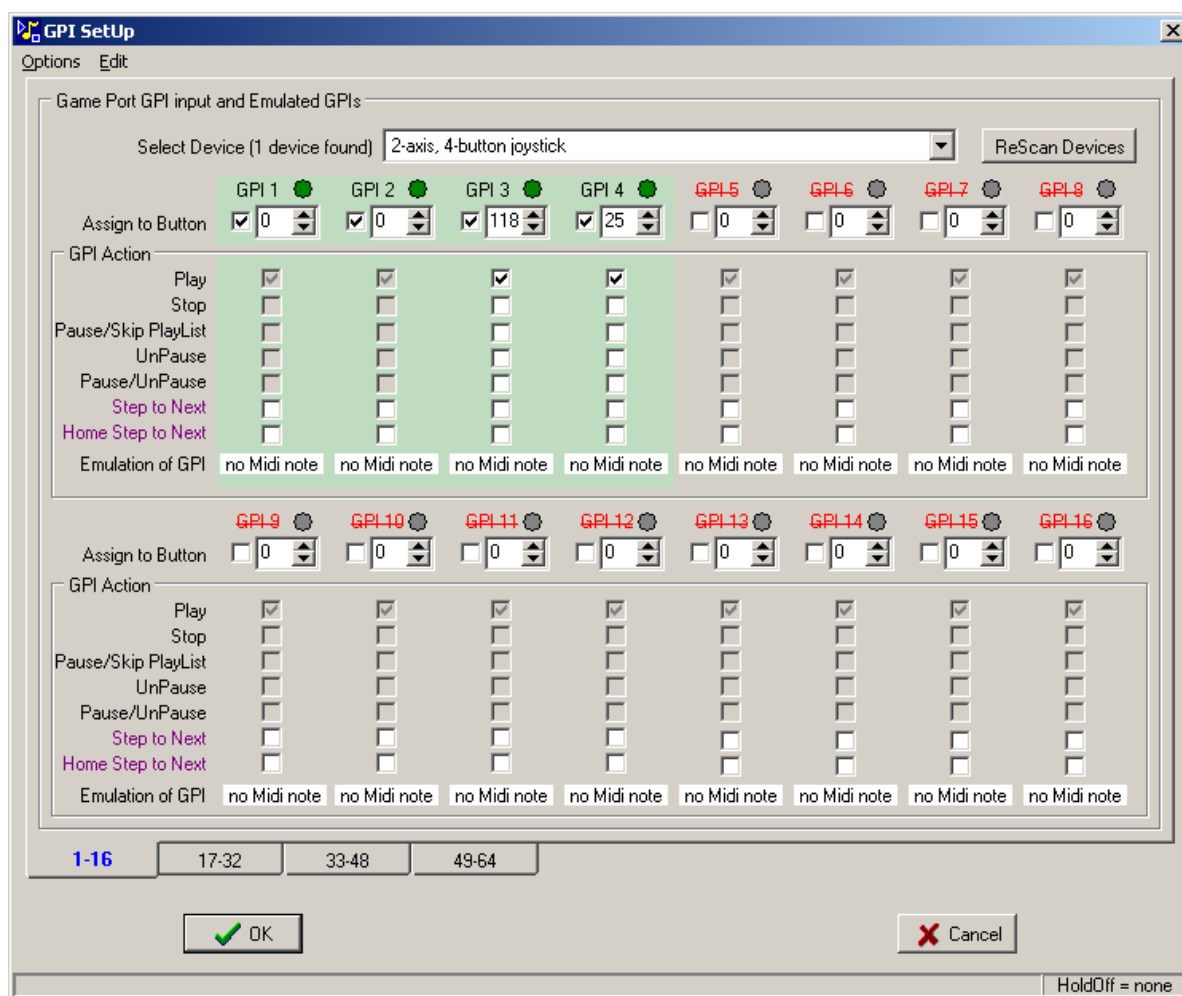 GPI SetUp
Options Edit
Game Port GPI input and Emulated GPIs
Select Device (1 device found) 2-axis, 4-button joystick ReScan Devices
GPI 1 GPI 2 GPI 3 GPI 4 GPI 5 GPI 6 GPI 7 GPI 8
Assign to Button 0 0 118 25 0 0 0 0
GPI Action
Play
Stop
Pause/Skip PlayList
UnPause
Pause/UnPause
Step to Next
Home Step to Next
Emulation of GPI no Midi note no Midi note no Midi note no Midi note no Midi note no Midi note no Midi note no Midi note
GPI 9 GPI 10 GPI 11 GPI 12 GPI 13 GPI 14 GPI 15 GPI 16
Assign to Button 0 0 0 0 0 0 0 0
GPI Action
Play
Stop
Pause/Skip PlayList
UnPause
Pause/UnPause
Step to Next
Home Step to Next
Emulation of GPI no Midi note no Midi note no Midi note no Midi note no Midi note no Midi note no Midi note no Midi note
1-16 17-32 33-48 49-64
OK Cancel
HoldOff = none